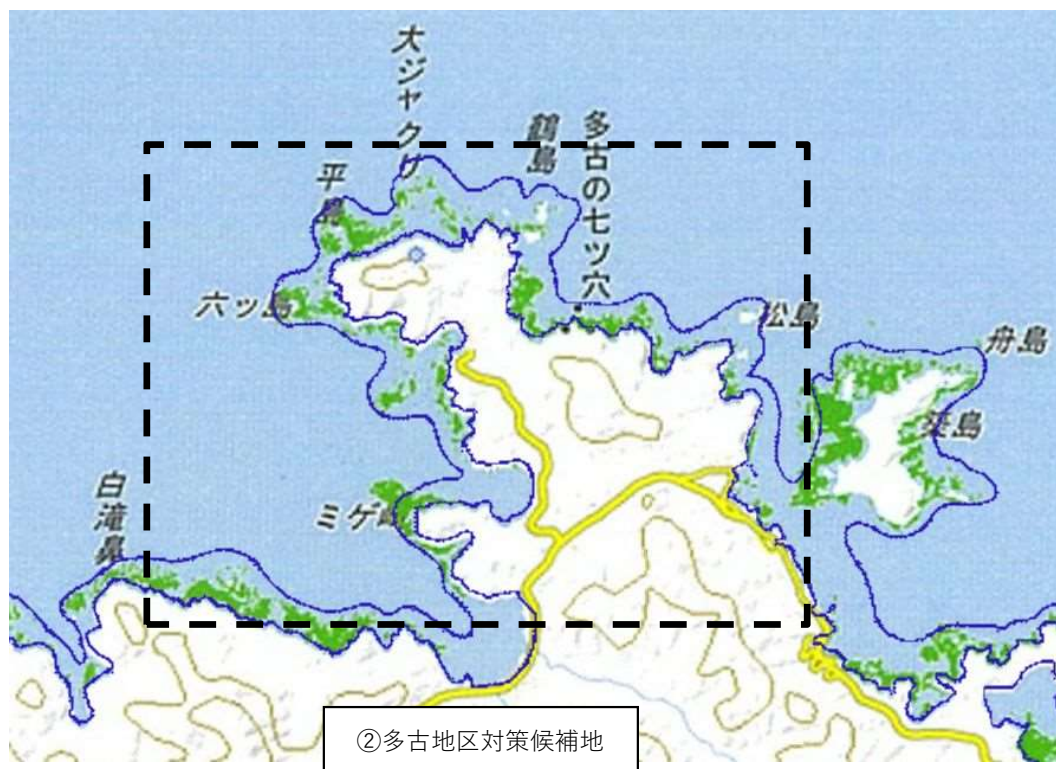 大ジャクリ
鶴島
多古の七ツ穴
平島
六ッ島
松島
舟島
築島
白滝鼻
ミゲ
②多古地区対策候補地